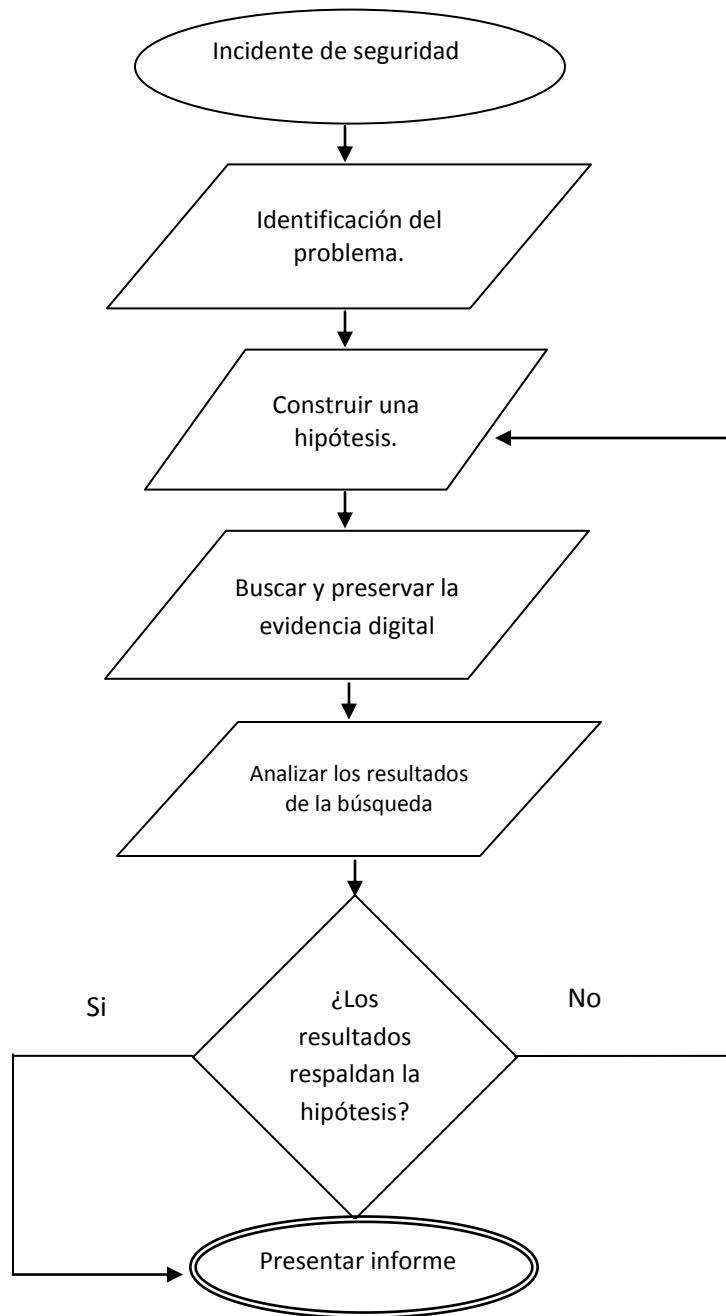 Incidente de seguridad
Identificación del
problema.
Construir una
hipótesis.
Buscar y preservar la
evidencia digital
Analizar los resultados
de la búsqueda
Si
¿Los
resultados
respaldan la
hipótesis?
No
Presentar informe